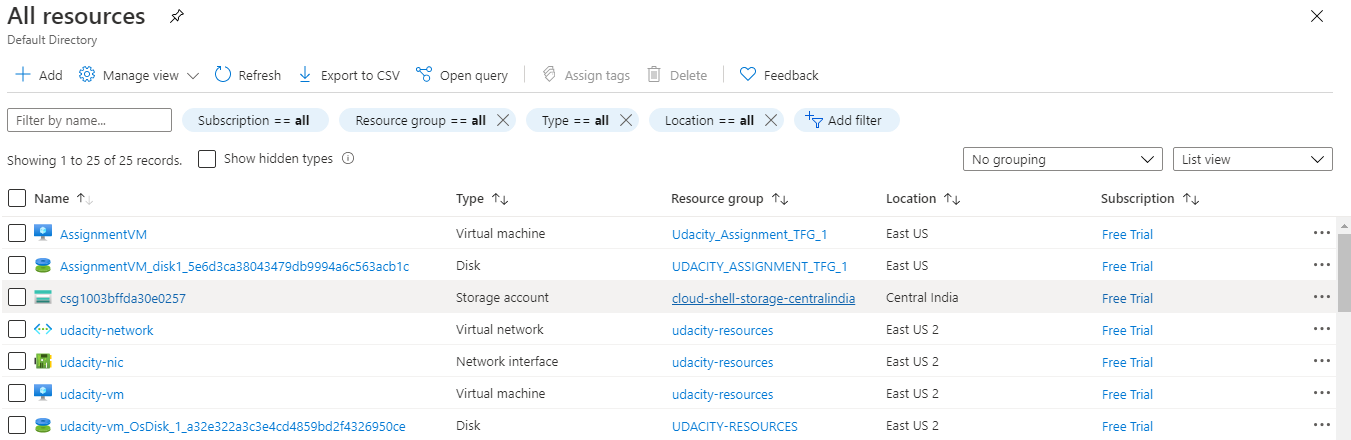 All resources
Default Directory
Add Manage view Refresh Export to CSV Open query Assign tags Delete Feedback
Filter by name... Subscription == all Resource group == all Type == all Location == all Add filter
Showing 1 to 25 of 25 records. Show hidden types No grouping List view
Name Type Resource group Location Subscription
AssignmentVM Virtual machine Udacity_Assignment_TFG_1 East US Free Trial
AssignmentVM_disk1_5e6d3ca38043479db9994a6c563acb1c Disk UDACITY_ASSIGNMENT_TFG_1 East US Free Trial
csg1003bffda30e0257 Storage account cloud-shell-storage-centralindia Central India Free Trial
udacity-network Virtual network udacity-resources East US 2 Free Trial
udacity-nic Network interface udacity-resources East US 2 Free Trial
udacity-vm Virtual machine udacity-resources East US 2 Free Trial
udacity-vm_OsDisk_1_a32e322a3c3e4cd4859bd2f4326950ce Disk UDACITY-RESOURCES East US 2 Free Trial